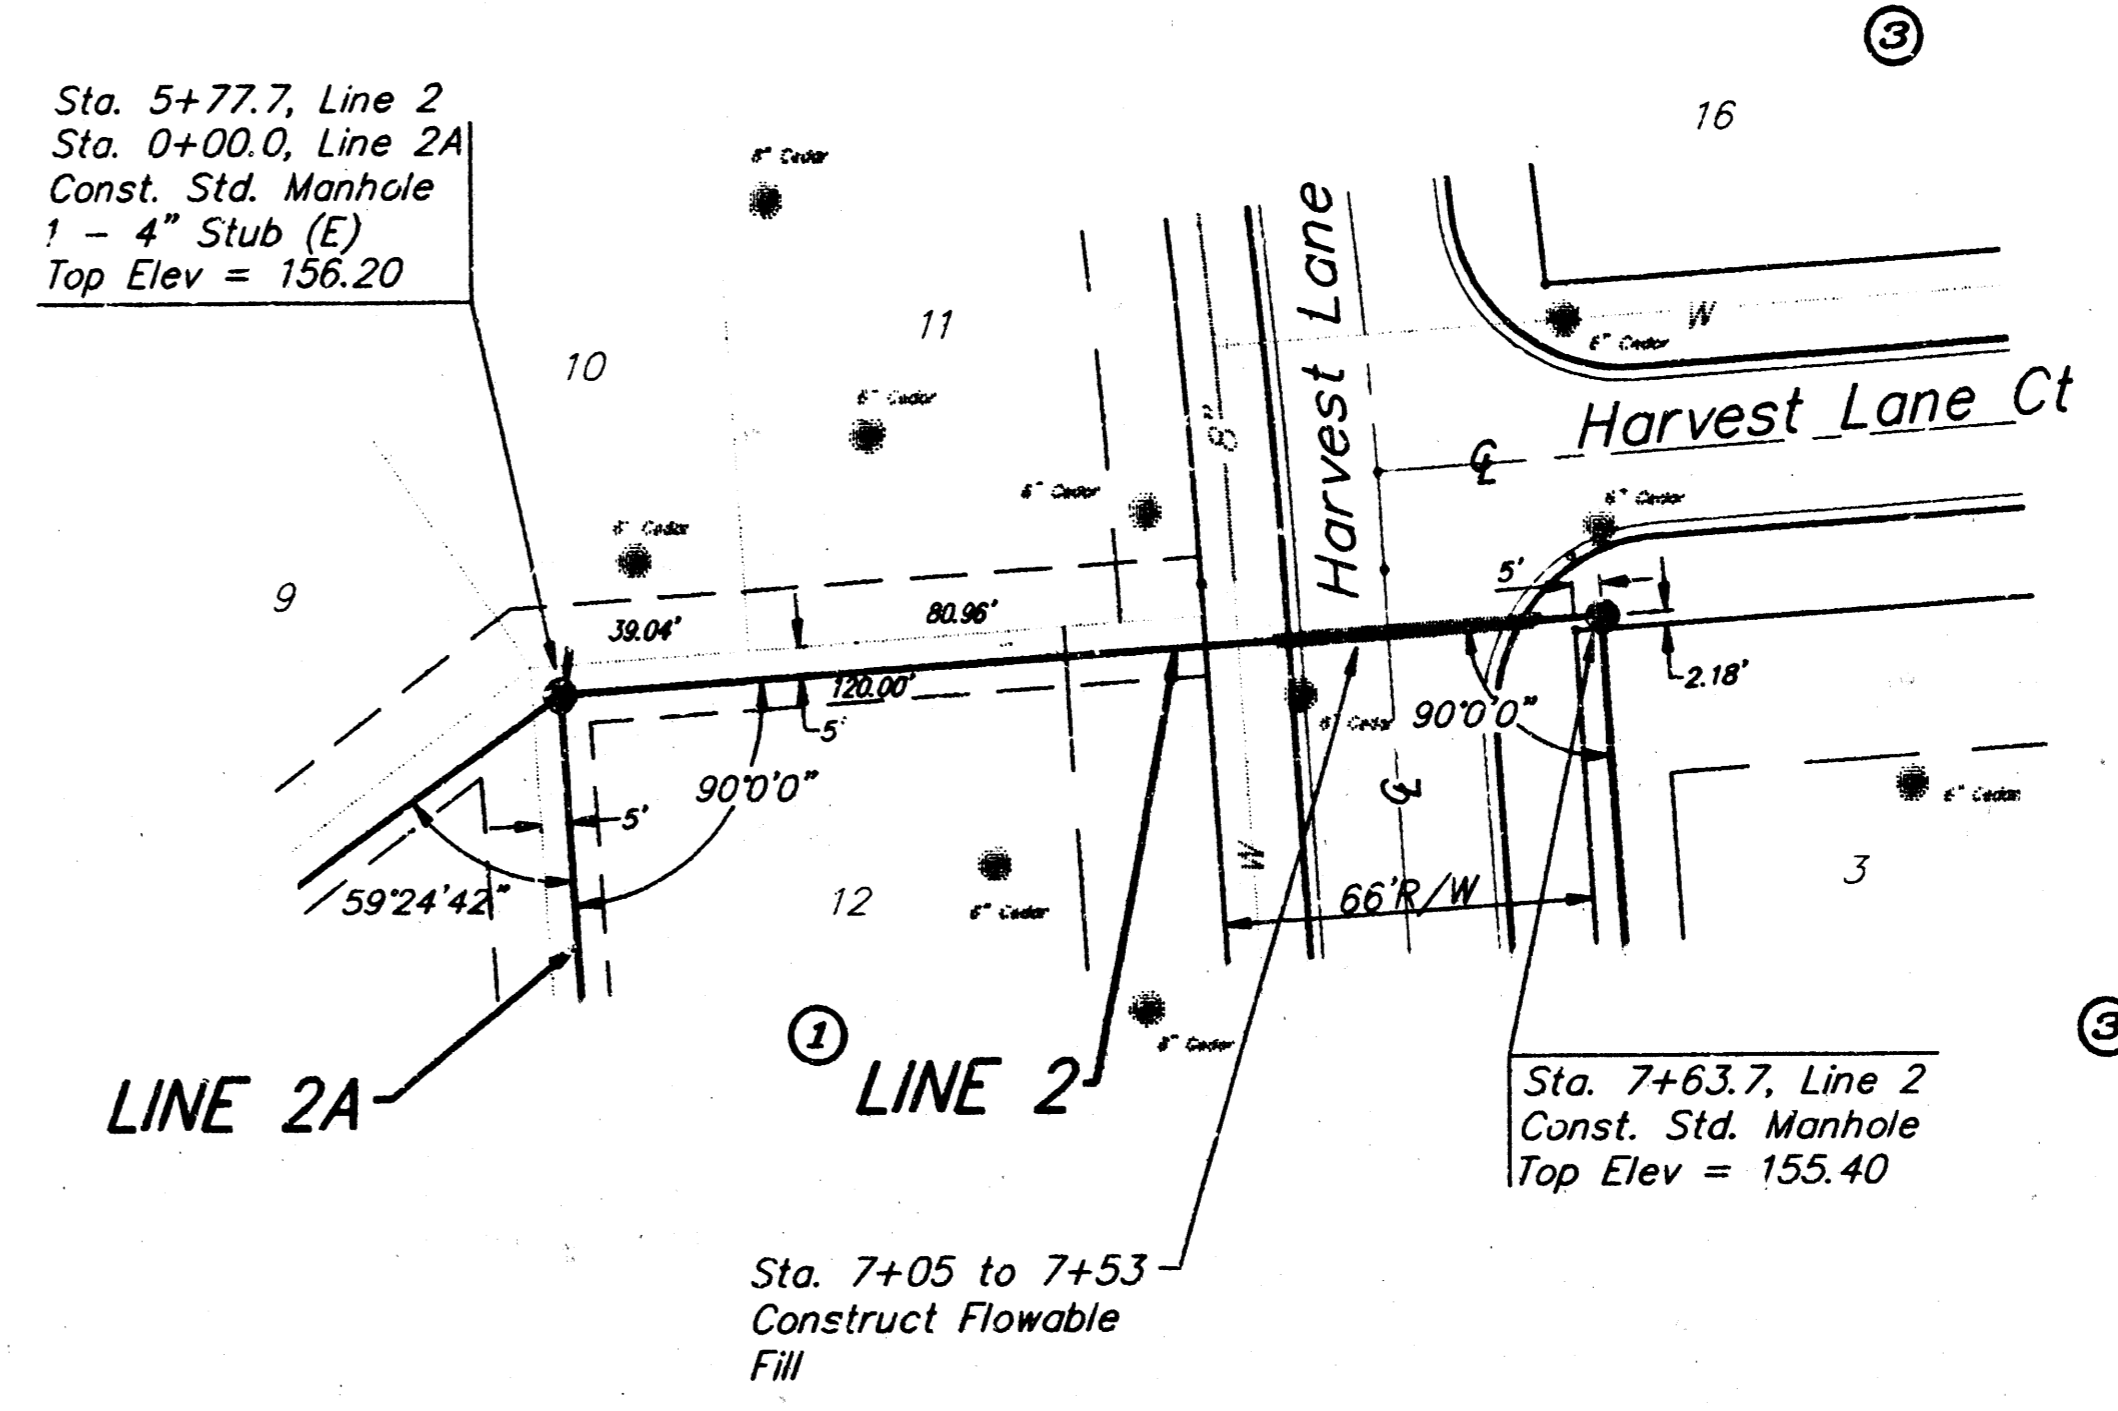 3
16
Sta. 5+77.7, Line 2
Sta. 0+00.0, Line 2A
Const. Std. Manhole
1 - 4" Stub (E)
Top Elev = 156.20
8" Cedar
Harvest Lane
11
10
W
6" Cedar
6" Cedar
Harvest Lane Ct
8"
℄
6" Cedar
6" Cedar
6" Cedar
9
5'
39.04'
80.96'
120.00'
5'
2.18'
6" Cedar
90°0'0"
90°0'0"
5'
℄
6" Cedar
W
3
59°24'42"
12
66'R/W
6" Cedar
1
3
6" Cedar
LINE 2A
LINE 2
Sta. 7+63.7, Line 2
Const. Std. Manhole
Top Elev = 155.40
Sta. 7+05 to 7+53
Construct Flowable
Fill